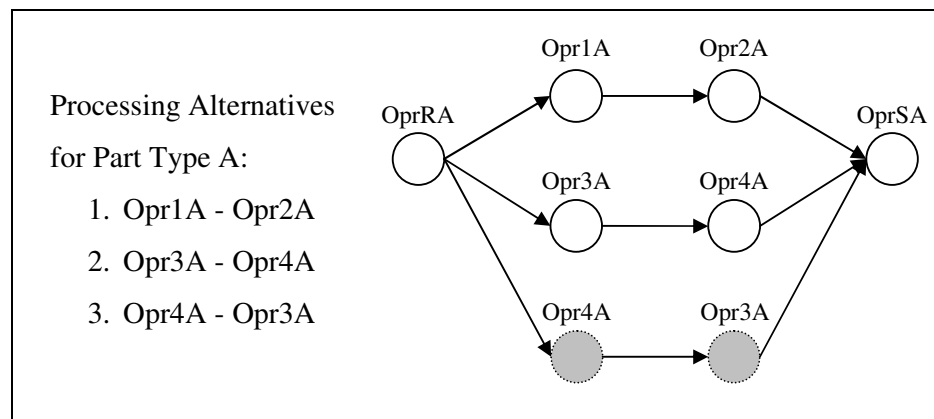 Processing Alternatives
for Part Type A:
1. Opr1A - Opr2A
2. Opr3A - Opr4A
3. Opr4A - Opr3A
Opr1A Opr2A
OprRA OprSA
Opr3A Opr4A
Opr4A Opr3A